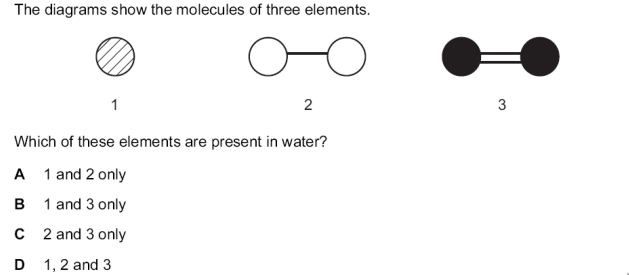 The diagrams show the molecules of three elements.
1 2 3
Which of these elements are present in water?
A 1 and 2 only
B 1 and 3 only
C 2 and 3 only
D 1, 2 and 3